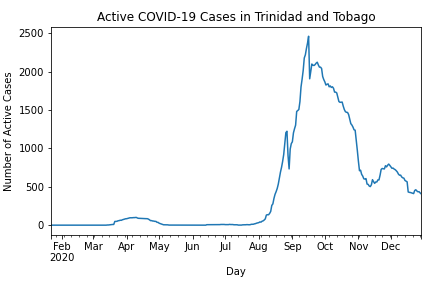 Active COVID-19 Cases in Trinidad and Tobago
Number of Active Cases
2500
2000
1500
1000
500
0
Feb Mar Apr May Jun Jul Aug Sep Oct Nov Dec
2020
Day